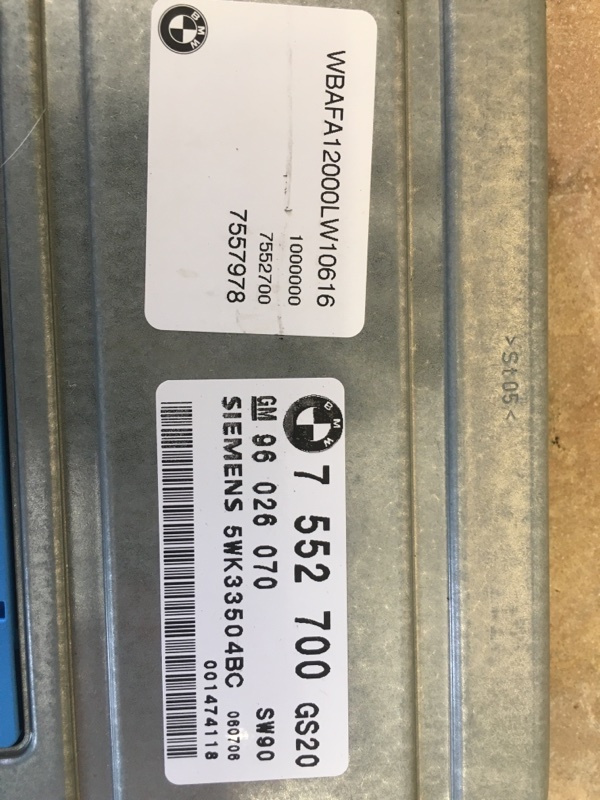 BMW
WBAFA12000LW10616
1000000
7552700
7557978
BMW
7 552 700 GS20
GM 96 026 070 SW90
SIEMENS 5WK33504BC 060706
001474118
>St05<